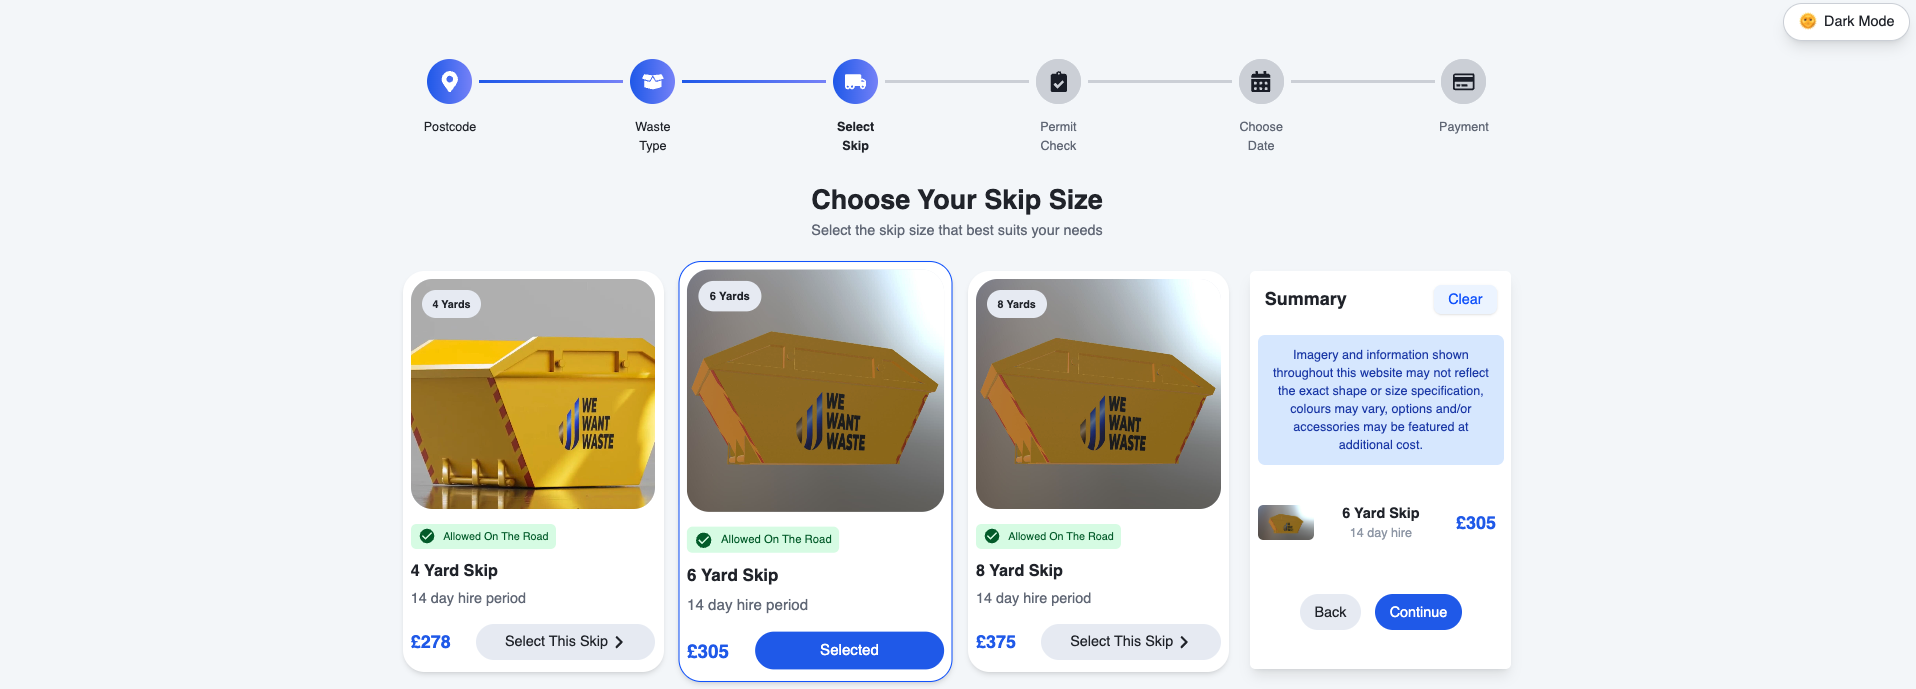 Dark Mode
Postcode
Waste
Type
Select
Skip
Permit
Check
Choose
Date
Payment
Choose Your Skip Size
Select the skip size that best suits your needs
4 Yards
WE
WANT
WASTE
Allowed On The Road
4 Yard Skip
14 day hire period
£278
Select This Skip
6 Yards
WE
WANT
WASTE
Allowed On The Road
6 Yard Skip
14 day hire period
£305
Selected
8 Yards
WE
WANT
WASTE
Allowed On The Road
8 Yard Skip
14 day hire period
£375
Select This Skip
Summary
Clear
Imagery and information shown
throughout this website may not reflect
the exact shape or size specification,
colours may vary, options and/or
accessories may be featured at
additional cost.
6 Yard Skip
14 day hire
£305
Back
Continue